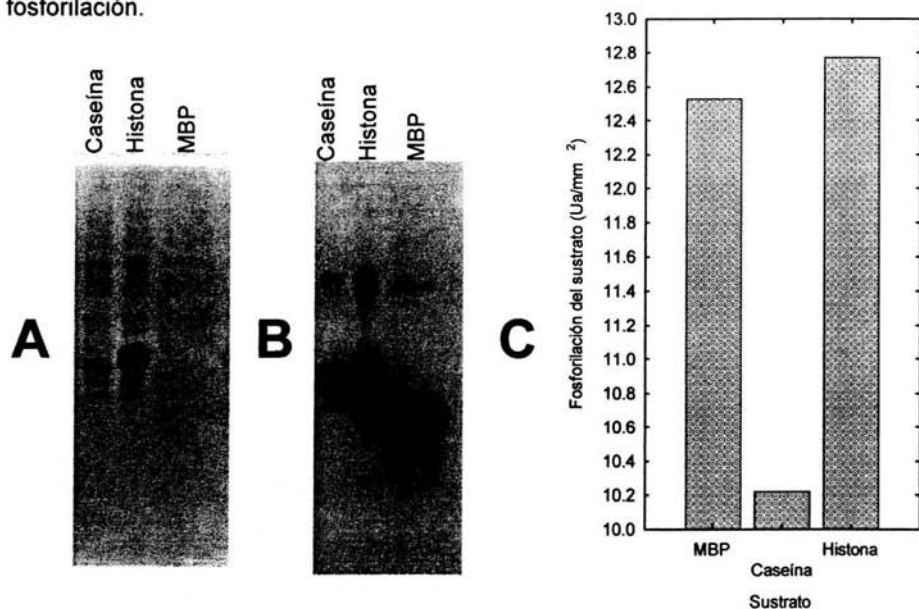 fosforilación.
Caseína
Histona
MBP
A
Caseína
Histona
MBP
B
C
Fosforilación del sustrato (Ua/mm ²)
13.0
12.8
12.6
12.4
12.2
12.0
11.8
11.6
11.4
11.2
11.0
10.8
10.6
10.4
10.2
10.0
MBP
Caseína
Histona
Sustrato